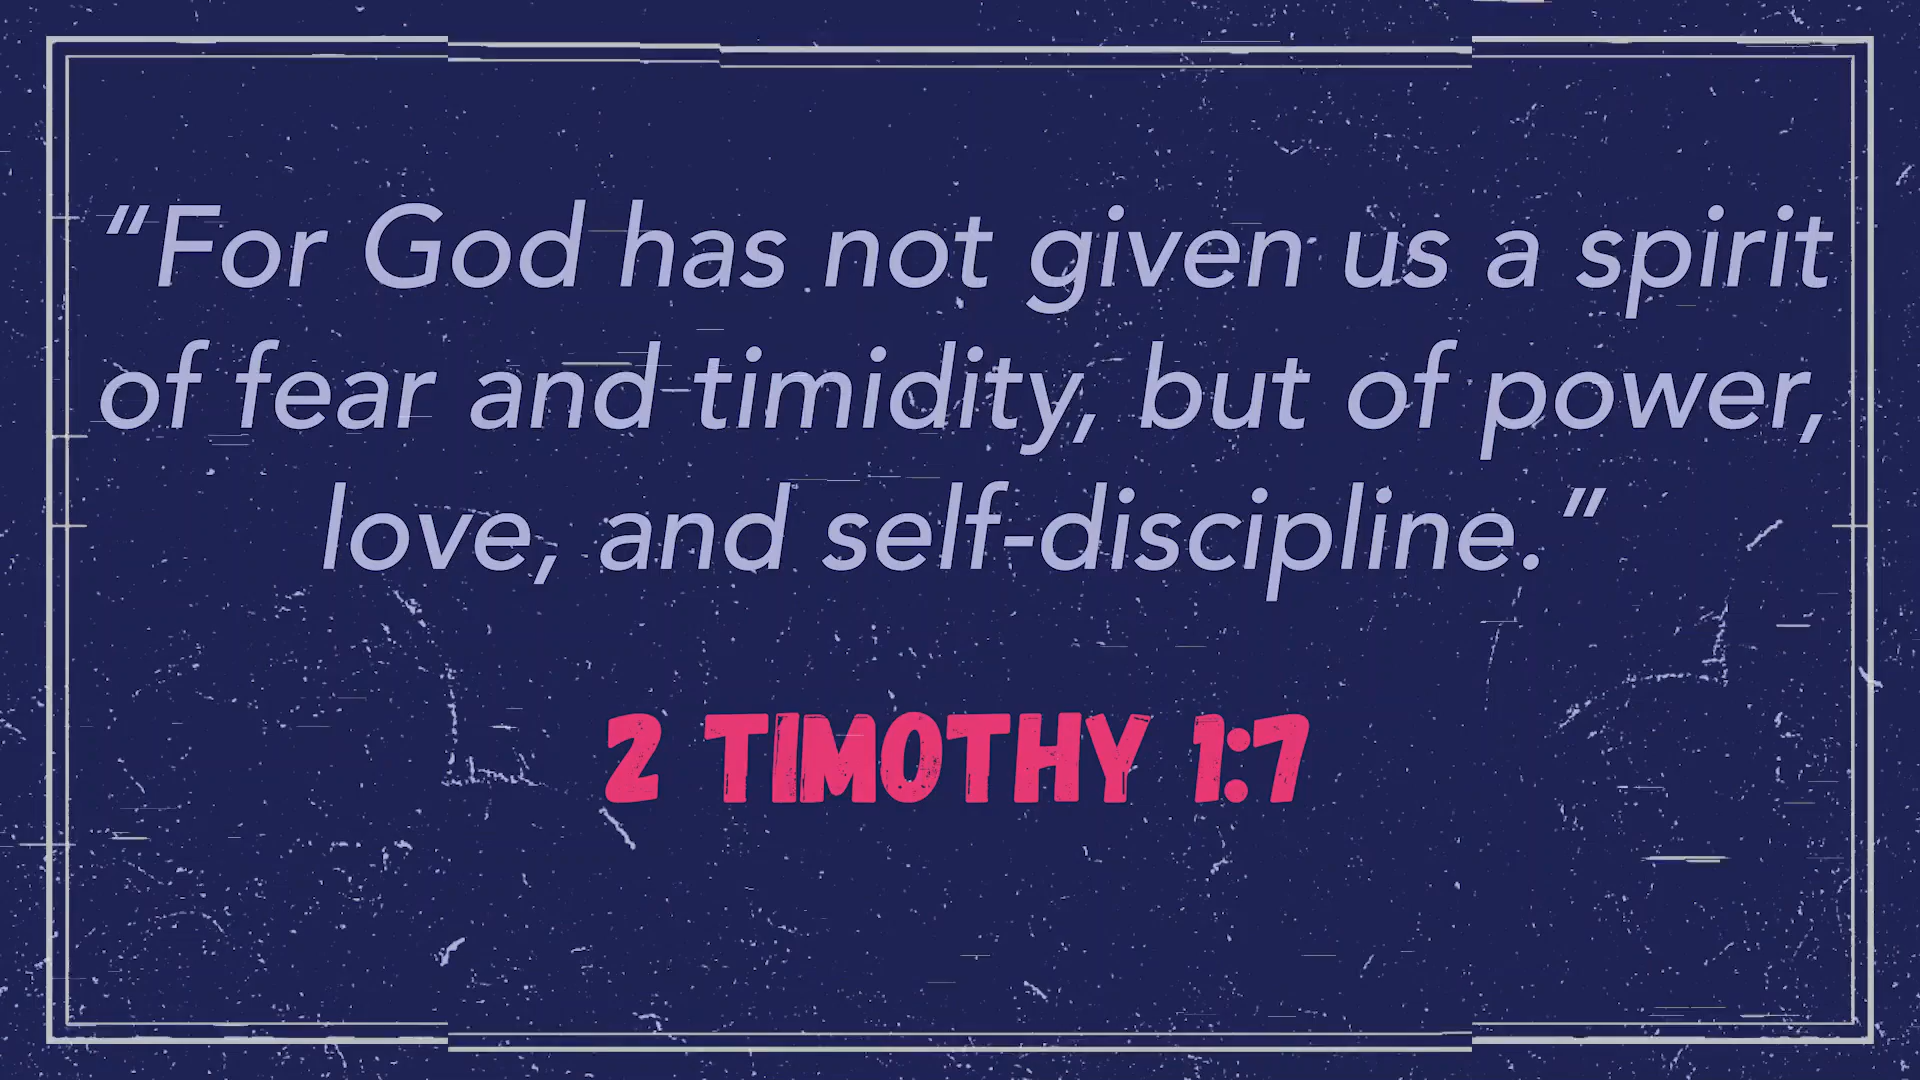 “For God has not given us a spirit
of fear and timidity, but of power,
love, and self-discipline.”
2 TIMOTHY 1:7